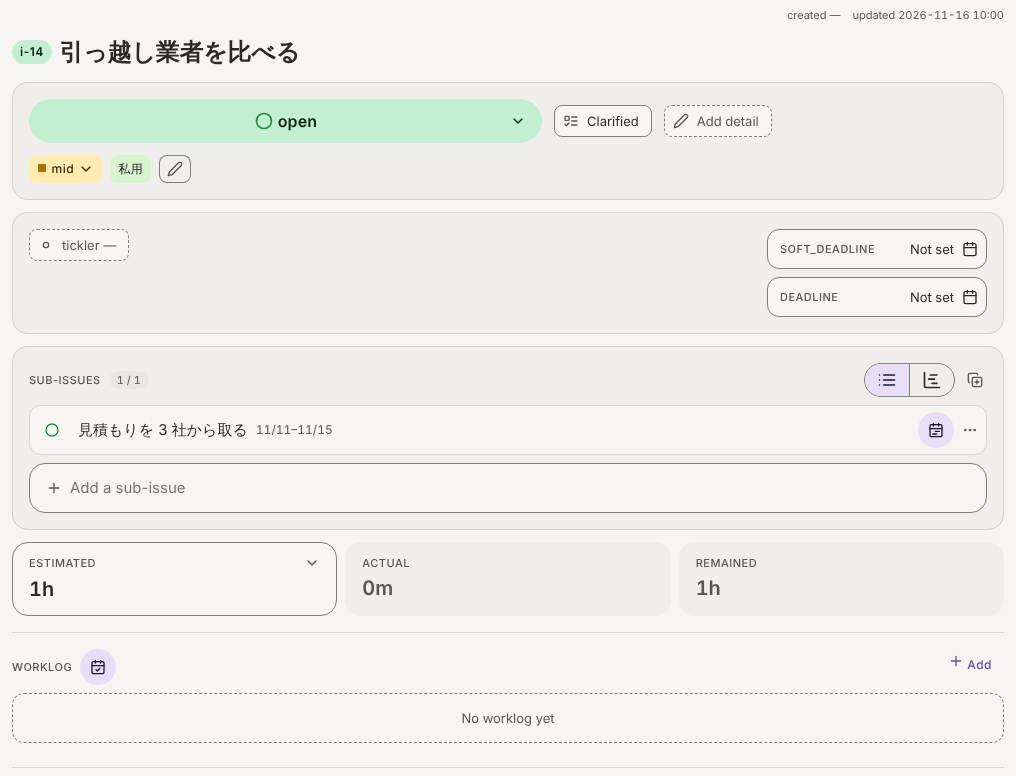 created — updated 2026-11-16 10:00
i-14 引っ越し業者を比べる
open
Clarified
Add detail
mid
私用
tickler —
SOFT_DEADLINE Not set
DEADLINE Not set
SUB-ISSUES 1 / 1
見積もりを 3 社から取る 11/11–11/15
Add a sub-issue
ESTIMATED
1h
ACTUAL
0m
REMAINED
1h
WORKLOG
Add
No worklog yet